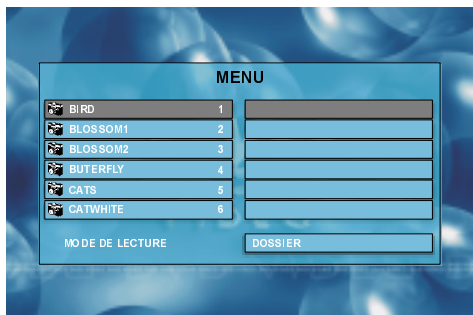 MENU
BIRD 1
BLOSSOM1 2
BLOSSOM2 3
BUTERFLY 4
CATS 5
CATWHITE 6
MODE DE LECTURE DOSSIER